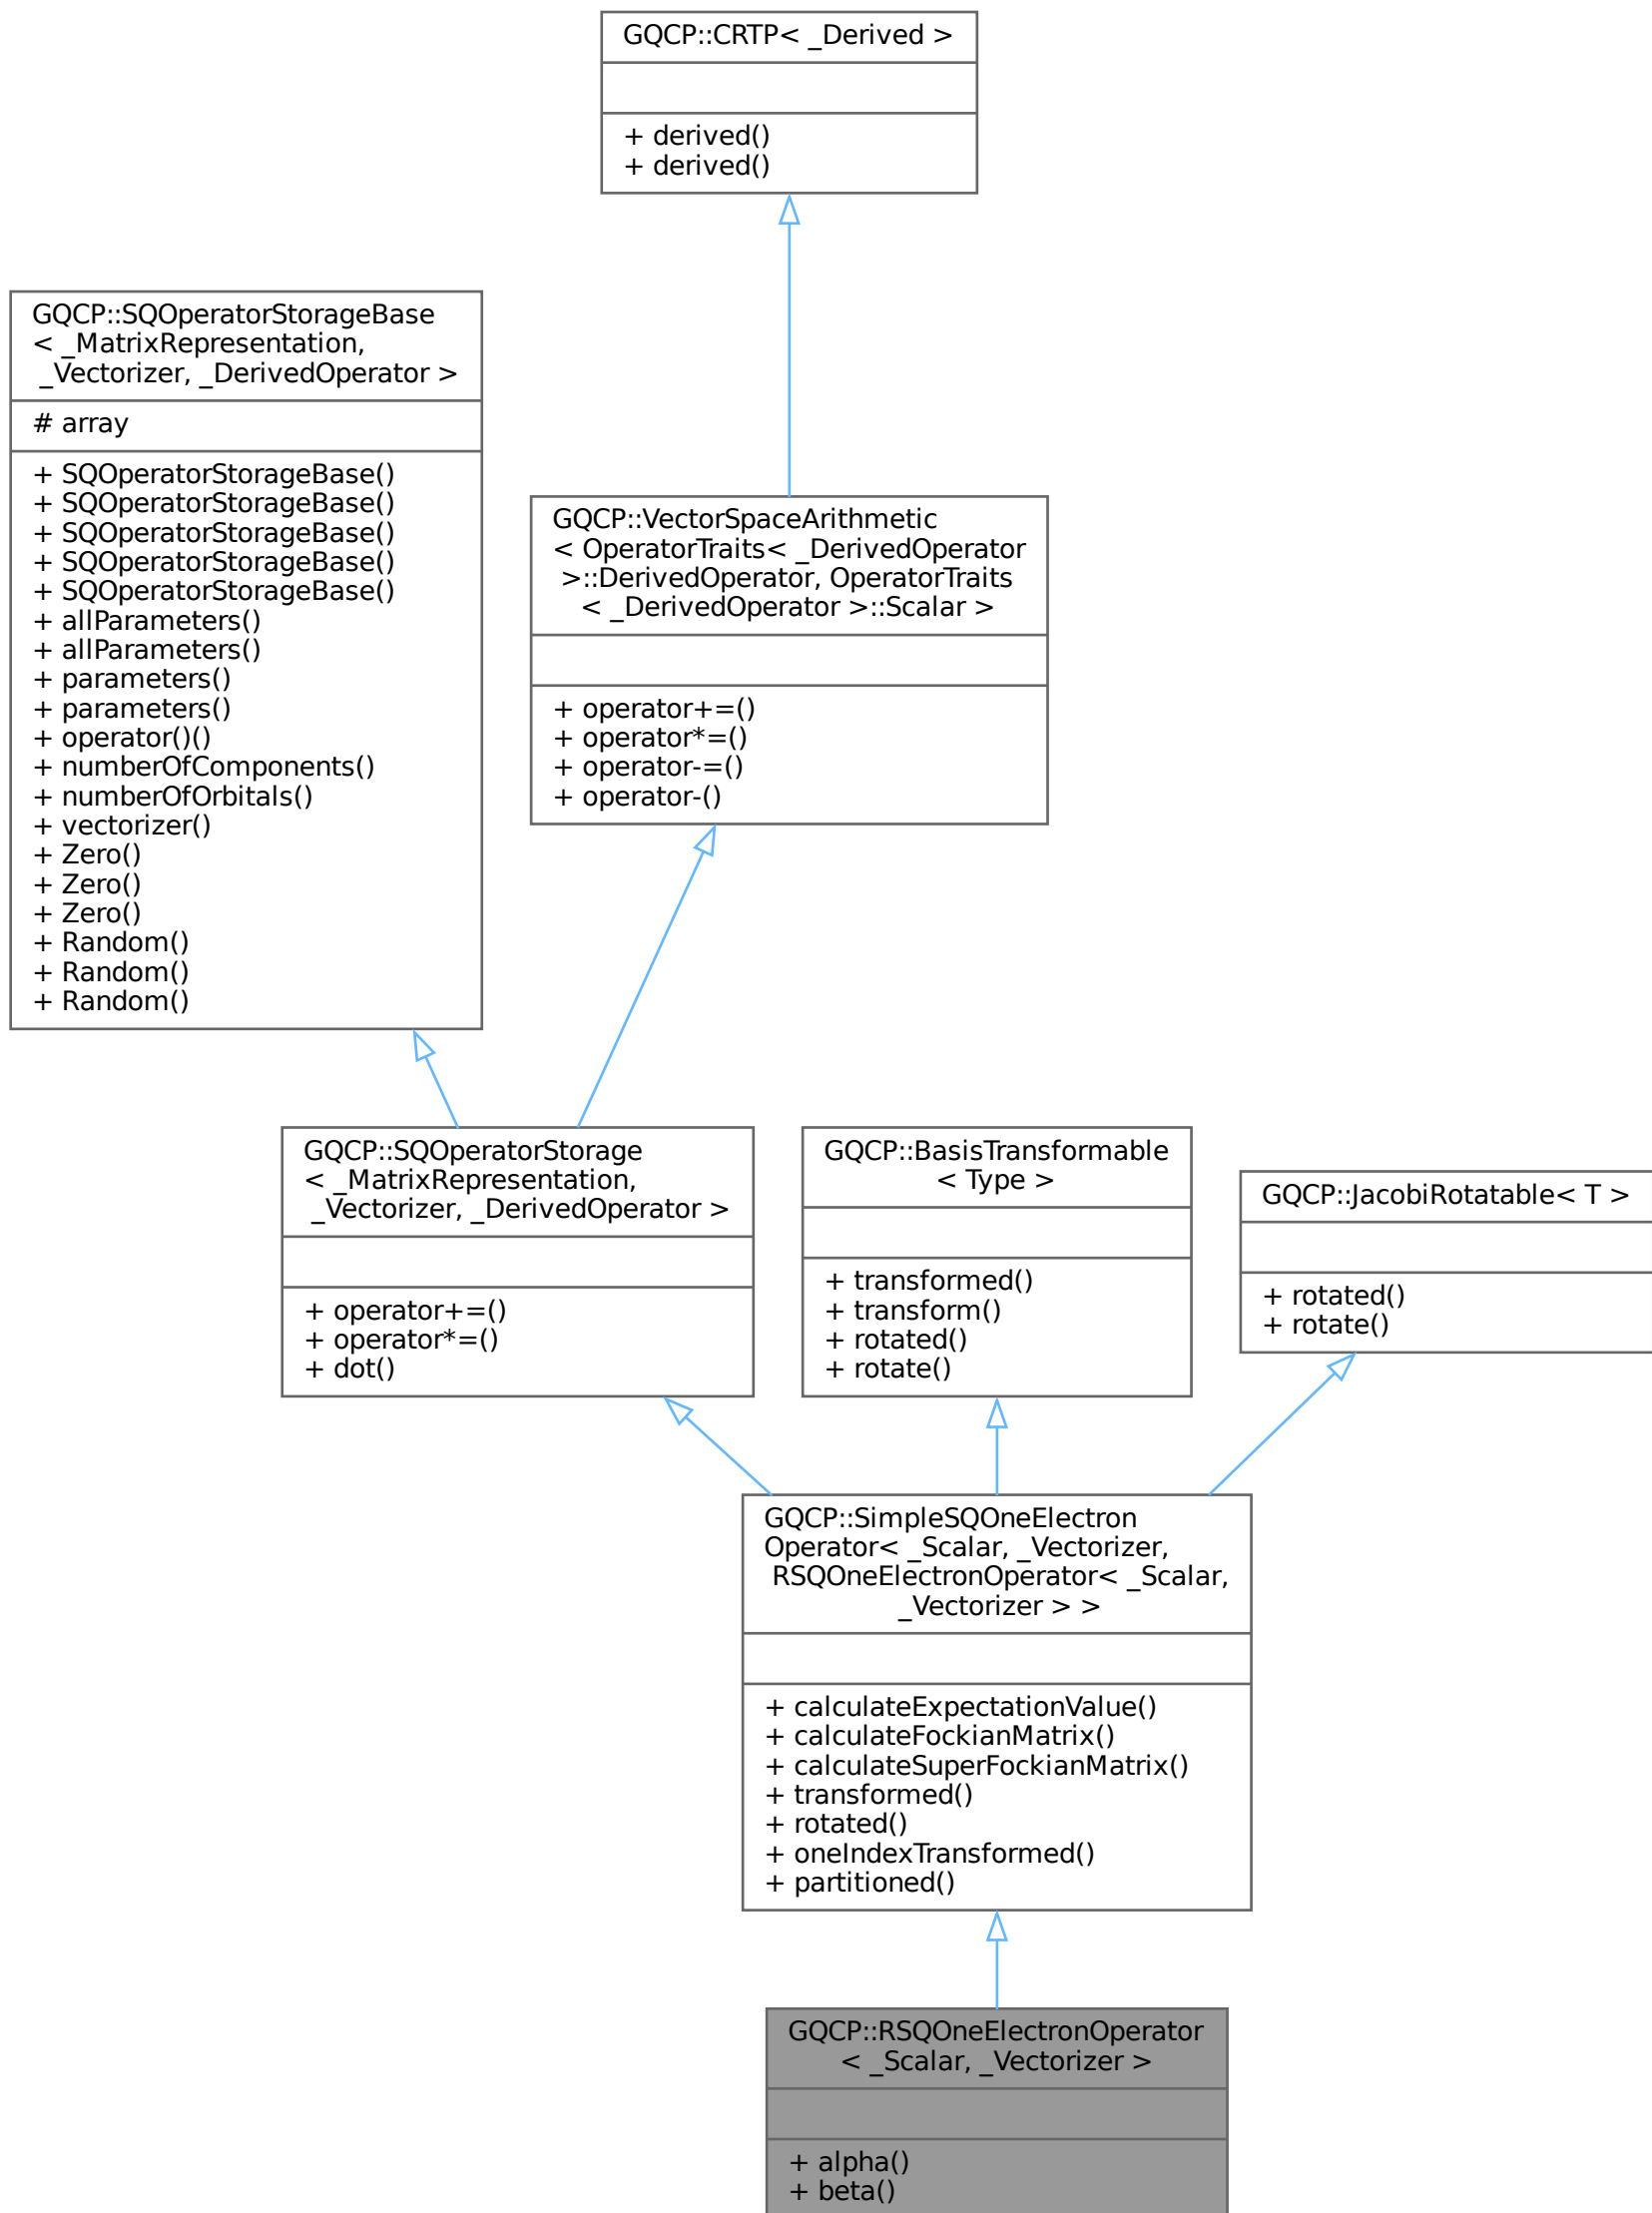 GQCP::CRTP< _Derived >
+ derived()
+ derived()
GQCP::SQOperatorStorageBase
< _MatrixRepresentation,
_Vectorizer, _DerivedOperator >
# array
+ SQOperatorStorageBase()
+ SQOperatorStorageBase()
+ SQOperatorStorageBase()
+ SQOperatorStorageBase()
+ SQOperatorStorageBase()
+ allParameters()
+ allParameters()
+ parameters()
+ parameters()
+ operator()()
+ numberOfComponents()
+ numberOfOrbitals()
+ vectorizer()
+ Zero()
+ Zero()
+ Zero()
+ Random()
+ Random()
+ Random()
GQCP::VectorSpaceArithmetic
< OperatorTraits< _DerivedOperator
>::DerivedOperator, OperatorTraits
< _DerivedOperator >::Scalar >
+ operator+=()
+ operator*=()
+ operator-=()
+ operator-()
GQCP::SQOperatorStorage
< _MatrixRepresentation,
_Vectorizer, _DerivedOperator >
+ operator+=()
+ operator*=()
+ dot()
GQCP::BasisTransformable
< Type >
+ transformed()
+ transform()
+ rotated()
+ rotate()
GQCP::JacobiRotatable< T >
+ rotated()
+ rotate()
GQCP::SimpleSQOneElectron
Operator< _Scalar, _Vectorizer,
RSQOneElectronOperator< _Scalar,
_Vectorizer > >
+ calculateExpectationValue()
+ calculateFockianMatrix()
+ calculateSuperFockianMatrix()
+ transformed()
+ rotated()
+ oneIndexTransformed()
+ partitioned()
GQCP::RSQOneElectronOperator
< _Scalar, _Vectorizer >
+ alpha()
+ beta()